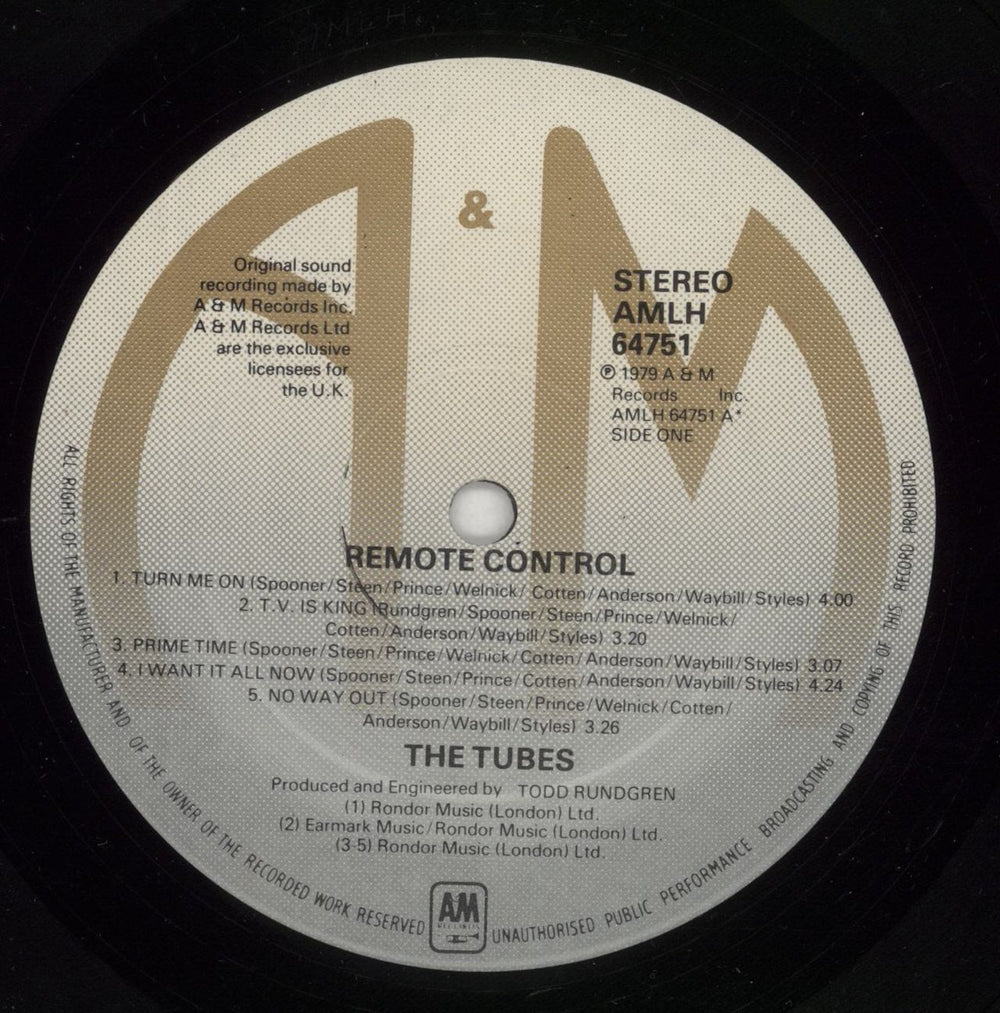 A & M
Original sound
recording made by
A & M Records Inc.
A & M Records Ltd
are the exclusive
licensees for
the U.K.
STEREO
AMLH
64751
℗ 1979 A & M
Records Inc.
AMLH 64751 A*
SIDE ONE
REMOTE CONTROL
1. TURN ME ON (Spooner/Steen/Prince/Welnick/Cotten/Anderson/Waybill/Styles) 4.00
2. T.V. IS KING (Rundgren/Spooner/Steen/Prince/Welnick/
Cotten/Anderson/Waybill/Styles) 3.20
3. PRIME TIME (Spooner/Steen/Prince/Welnick/Cotten/Anderson/Waybill/Styles) 3.07
4. I WANT IT ALL NOW (Spooner/Steen/Prince/Cotten/Anderson/Waybill/Styles) 4.24
5. NO WAY OUT (Spooner/Steen/Prince/Welnick/Cotten/
Anderson/Waybill/Styles) 3.26
THE TUBES
Produced and Engineered by TODD RUNDGREN
(1) Rondor Music (London) Ltd.
(2) Earmark Music/Rondor Music (London) Ltd.
(3-5) Rondor Music (London) Ltd.
ALL RIGHTS OF THE MANUFACTURER AND OF THE OWNER OF THE RECORDED WORK RESERVED
AM
RECORDS
UNAUTHORISED PUBLIC PERFORMANCE BROADCASTING AND COPYING OF THIS RECORD PROHIBITED